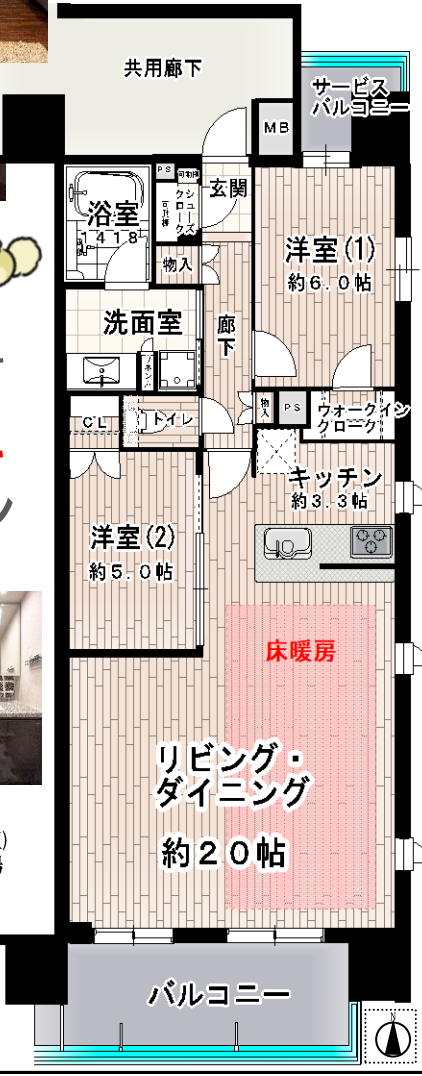 共用廊下
サービス
バルコニー
MB
PS
可動棚
玄関
シューズ
クローク
可動棚
浴室
1418
洋室(1)
約6.0帖
物入
洗面室
廊下
リネン
物入
PS
ウォークイン
クローク
CL
トイレ
キッチン
約3.3帖
洋室(2)
約5.0帖
床暖房
リビング・
ダイニング
約20帖
バルコニー
N